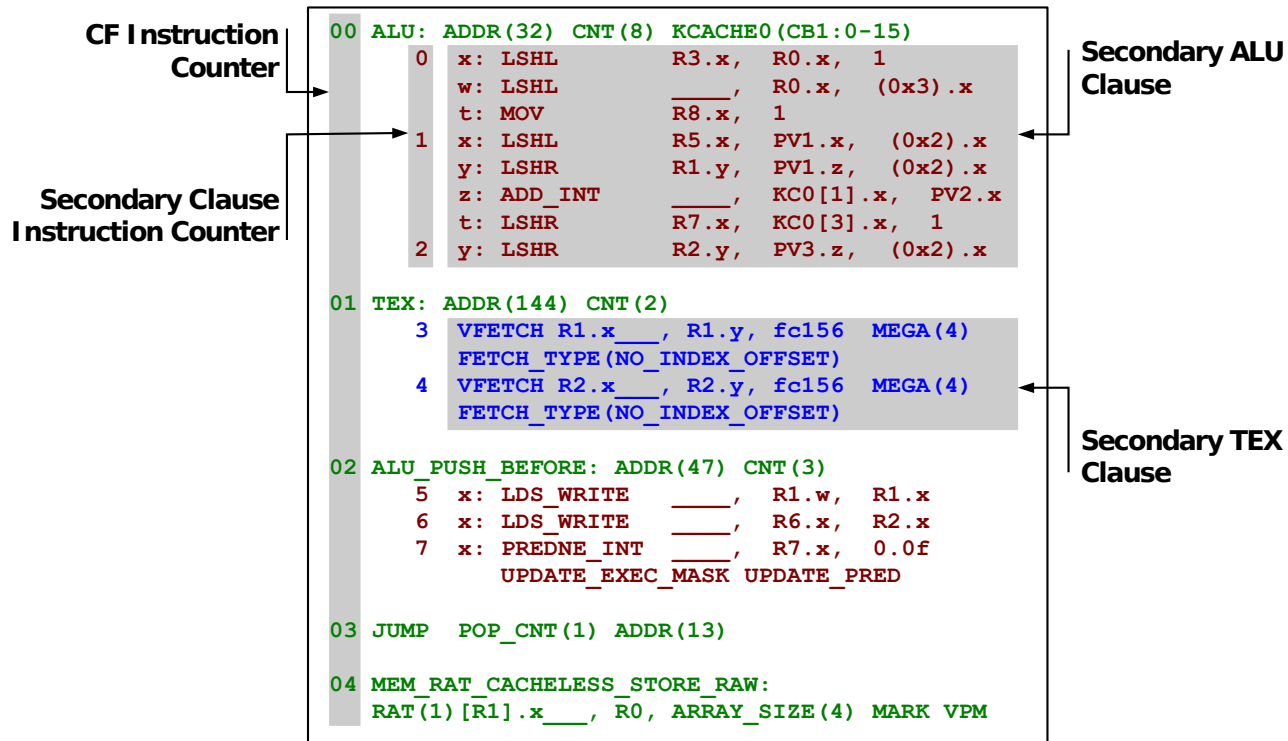 CF Instruction
Counter
Secondary Clause
Instruction Counter
00 ALU: ADDR(32) CNT(8) KCACHE0(CB1:0-15)
0 x: LSHL R3.x, R0.x, 1
w: LSHL ____, R0.x, (0x3).x
t: MOV R8.x, 1
1 x: LSHL R5.x, PV1.x, (0x2).x
y: LSHR R1.y, PV1.z, (0x2).x
z: ADD_INT ____, KC0[1].x, PV2.x
t: LSHR R7.x, KC0[3].x, 1
2 y: LSHR R2.y, PV3.z, (0x2).x
01 TEX: ADDR(144) CNT(2)
3 VFETCH R1.x___, R1.y, fc156 MEGA(4)
FETCH_TYPE(NO_INDEX_OFFSET)
4 VFETCH R2.x___, R2.y, fc156 MEGA(4)
FETCH_TYPE(NO_INDEX_OFFSET)
02 ALU_PUSH_BEFORE: ADDR(47) CNT(3)
5 x: LDS_WRITE ____, R1.w, R1.x
6 x: LDS_WRITE ____, R6.x, R2.x
7 x: PREDNE_INT ____, R7.x, 0.0f
UPDATE_EXEC_MASK UPDATE_PRED
03 JUMP POP_CNT(1) ADDR(13)
04 MEM_RAT_CACHELESS_STORE_RAW:
RAT(1)[R1].x___, R0, ARRAY_SIZE(4) MARK VPM
Secondary ALU
Clause
Secondary TEX
Clause